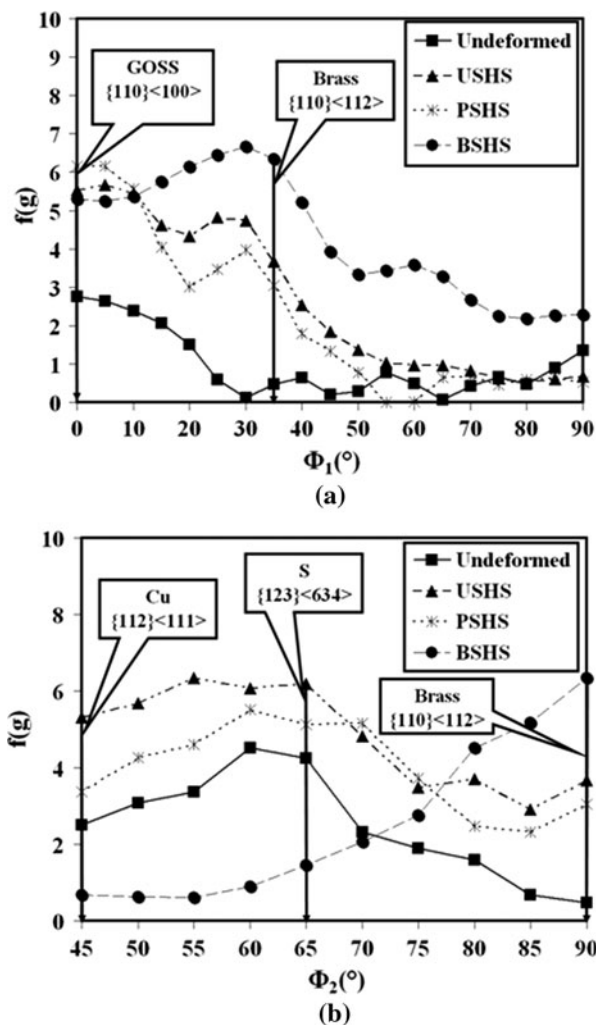 10
9
8
7
6
5
4
3
2
1
0
f(g)
GOSS
{110}<100>
Brass
{110}<112>
Undeformed
USHS
PSHS
BSHS
0 10 20 30 40 50 60 70 80 90
Φ1(°)
(a)
10
8
6
4
2
0
f(g)
Cu
{112}<111>
S
{123}<634>
Brass
{110}<112>
Undeformed
USHS
PSHS
BSHS
45 50 55 60 65 70 75 80 85 90
Φ2(°)
(b)